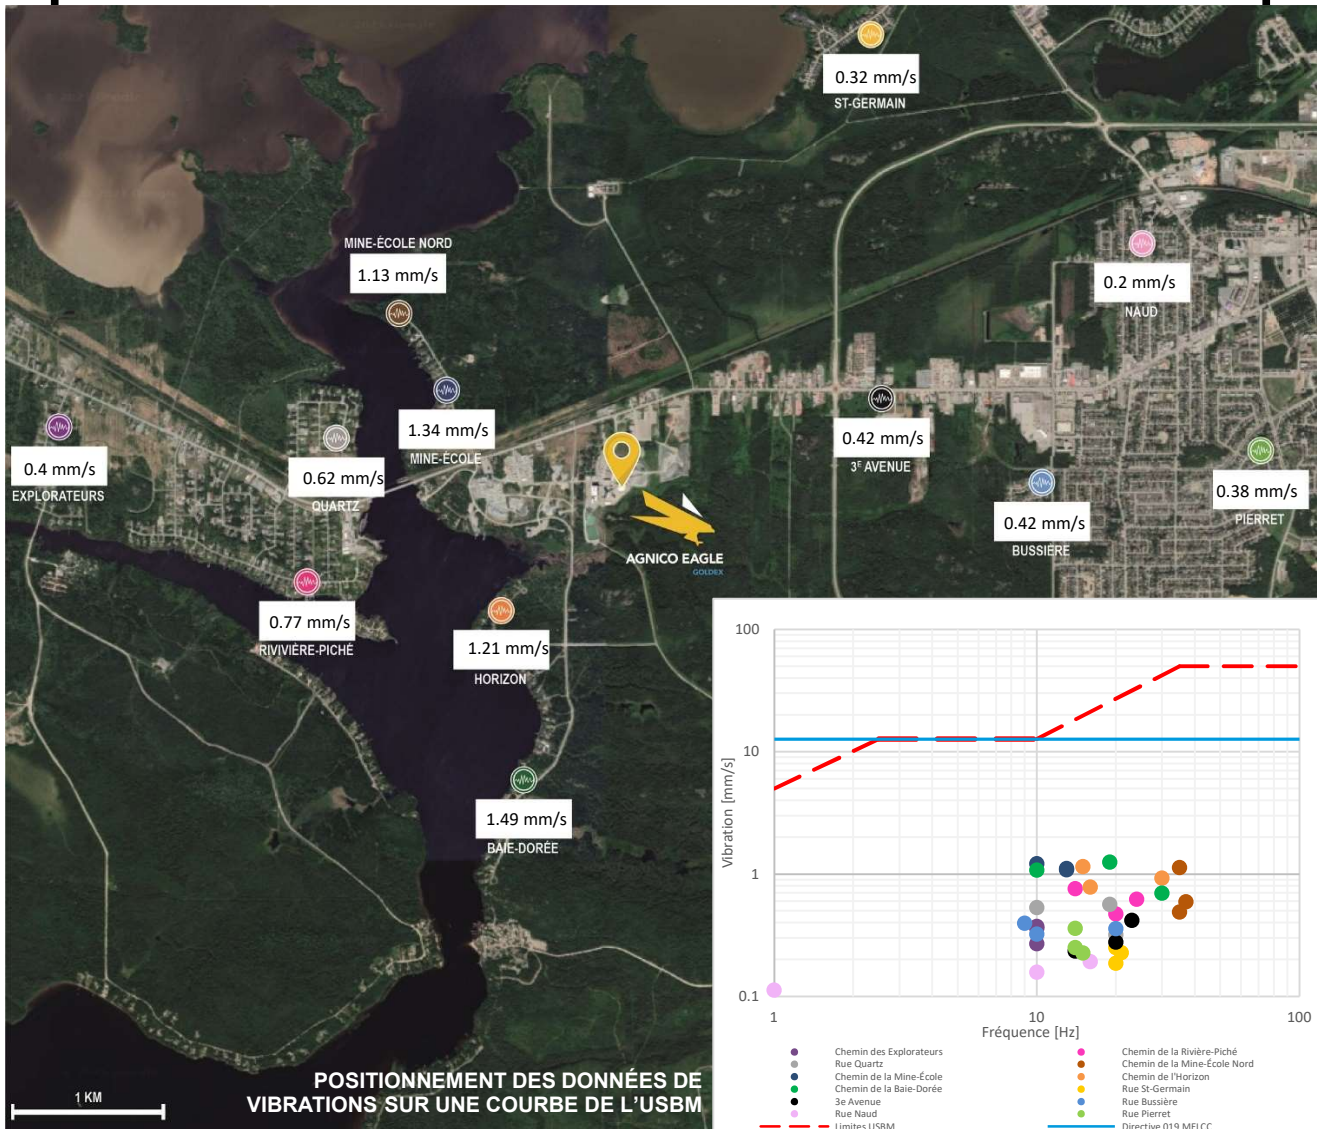 0.32 mm/s
ST-GERMAIN
MINE-ÉCOLE NORD
1.13 mm/s
0.2 mm/s
NAUD
1.34 mm/s
MINE-ÉCOLE
0.42 mm/s
3E AVENUE
0.4 mm/s
EXPLORATEURS
0.62 mm/s
QUARTZ
0.38 mm/s
PIERRET
0.42 mm/s
BUSSIÈRE
AGNICO EAGLE
GOLDEX
0.77 mm/s
RIVIVIÈRE-PICHÉ
1.21 mm/s
HORIZON
1.49 mm/s
BAIE-DORÉE
100
10
1
0.1
Vibration [mm/s]
1
10
100
Fréquence [Hz]
Chemin des Explorateurs
Chemin de la Rivière-Piché
Rue Quartz
Chemin de la Mine-École Nord
Chemin de la Mine-École
Chemin de l'Horizon
Chemin de la Baie-Dorée
Rue St-Germain
3e Avenue
Rue Bussière
Rue Naud
Rue Pierret
Limites USBM
Directive 019 MELCC
POSITIONNEMENT DES DONNÉES DE
VIBRATIONS SUR UNE COURBE DE L'USBM
1 KM